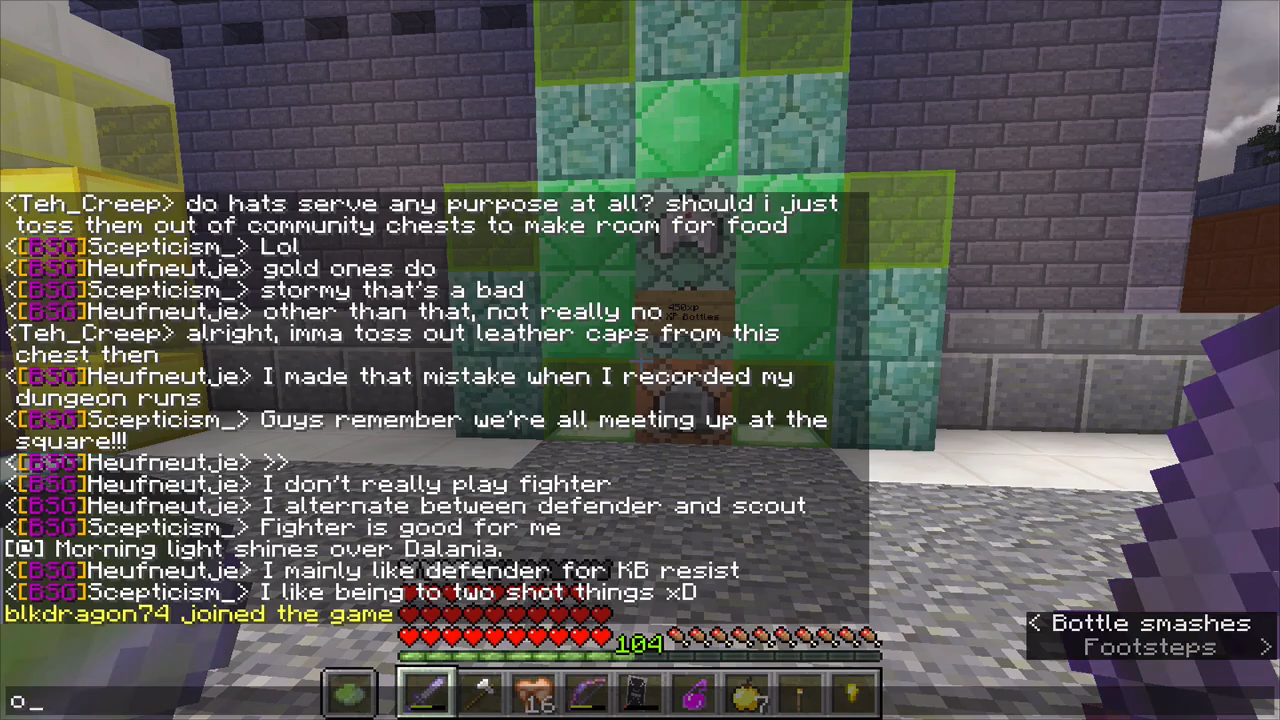 <Teh_Creep> do hats serve any purpose at all? should i just
toss them out of community chests to make room for food
<[BSG]Scepticism_> Lol
<[BSG]Heufneutje> gold ones do
<[BSG]Scepticism_> stormy that's a bad
<[BSG]Heufneutje> other than that, not really no
450xp
XP Bottles
<Teh_Creep> alright, imma toss out leather caps from this
chest then
<[BSG]Heufneutje> I made that mistake when I recorded my
dungeon runs
<[BSG]Scepticism_> Guys remember we're all meeting up at the
square!!!
<[BSG]Heufneutje> >>
<[BSG]Heufneutje> I don't really play fighter
<[BSG]Heufneutje> I alternate between defender and scout
<[BSG]Scepticism_> Fighter is good for me
[@] Morning light shines over Dalania.
<[BSG]Heufneutje> I mainly like defender for KB resist
<[BSG]Scepticism_> I like being to two shot things xD
blkdragon74 joined the game
< Bottle smashes
Footsteps >
104
16
7
o_